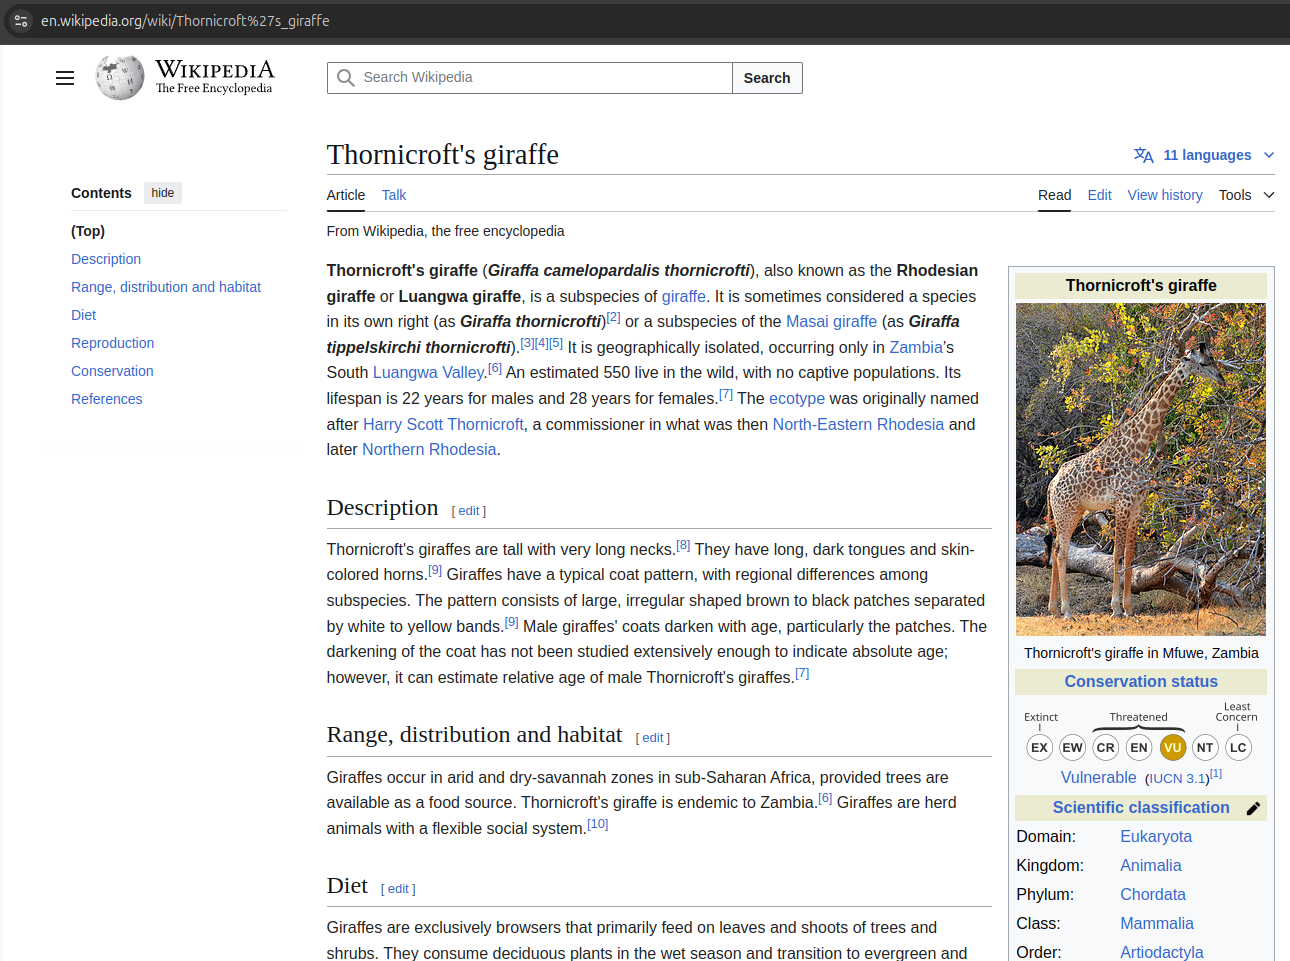 en.wikipedia.org/wiki/Thornicroft%27s_giraffe
WIKIPEDIA
The Free Encyclopedia
Search Wikipedia
Search
Thornicroft's giraffe
11 languages
Contents hide
(Top)
Description
Range, distribution and habitat
Diet
Reproduction
Conservation
References
Article Talk
Read Edit View history Tools
From Wikipedia, the free encyclopedia
Thornicroft's giraffe (Giraffa camelopardalis thornicrofti), also known as the Rhodesian
giraffe or Luangwa giraffe, is a subspecies of giraffe. It is sometimes considered a species
in its own right (as Giraffa thornicrofti)[2] or a subspecies of the Masai giraffe (as Giraffa
tippelskirchi thornicrofti).[3][4][5] It is geographically isolated, occurring only in Zambia's
South Luangwa Valley.[6] An estimated 550 live in the wild, with no captive populations. Its
lifespan is 22 years for males and 28 years for females.[7] The ecotype was originally named
after Harry Scott Thornicroft, a commissioner in what was then North-Eastern Rhodesia and
later Northern Rhodesia.
Description [ edit ]
Thornicroft's giraffes are tall with very long necks.[8] They have long, dark tongues and skin-
colored horns.[9] Giraffes have a typical coat pattern, with regional differences among
subspecies. The pattern consists of large, irregular shaped brown to black patches separated
by white to yellow bands.[9] Male giraffes' coats darken with age, particularly the patches. The
darkening of the coat has not been studied extensively enough to indicate absolute age;
however, it can estimate relative age of male Thornicroft's giraffes.[7]
Range, distribution and habitat [ edit ]
Giraffes occur in arid and dry-savannah zones in sub-Saharan Africa, provided trees are
available as a food source. Thornicroft's giraffe is endemic to Zambia.[6] Giraffes are herd
animals with a flexible social system.[10]
Diet [ edit ]
Giraffes are exclusively browsers that primarily feed on leaves and shoots of trees and
shrubs. They consume deciduous plants in the wet season and transition to evergreen and
Thornicroft's giraffe
Thornicroft's giraffe in Mfuwe, Zambia
Conservation status
Extinct
Threatened
Least
Concern
EX EW CR EN VU NT LC
Vulnerable (IUCN 3.1)[1]
Scientific classification
Domain: Eukaryota
Kingdom: Animalia
Phylum: Chordata
Class: Mammalia
Order: Artiodactyla